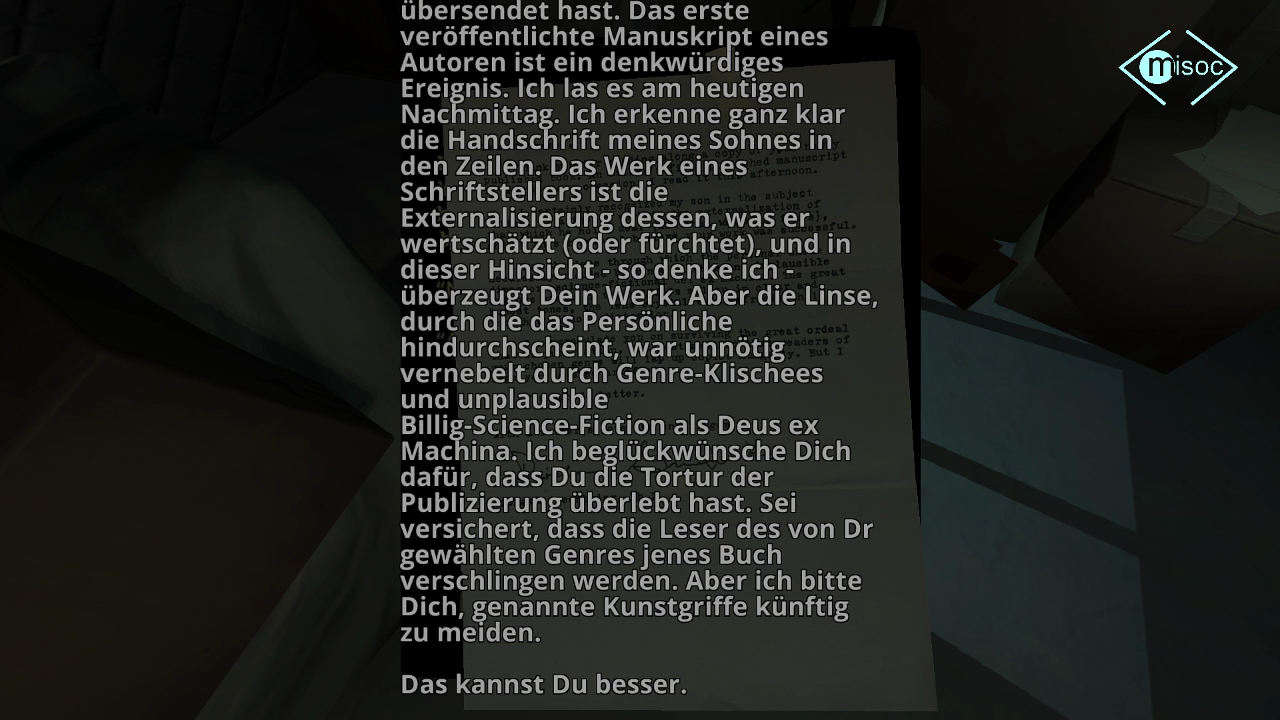 übersendet hast. Das erste
veröffentlichte Manuskript eines
Autoren ist ein denkwürdiges
Ereignis. Ich las es am heutigen
Nachmittag. Ich erkenne ganz klar
die Handschrift meines Sohnes in
den Zeilen. Das Werk eines
Schriftstellers ist die
Externalisierung dessen, was er
wertschätzt (oder fürchtet), und in
dieser Hinsicht - so denke ich -
überzeugt Dein Werk. Aber die Linse,
durch die das Persönliche
hindurchscheint, war unnötig
vernebelt durch Genre-Klischees
und unplausible
Billig-Science-Fiction als Deus ex
Machina. Ich beglückwünsche Dich
dafür, dass Du die Tortur der
Publizierung überlebt hast. Sei
versichert, dass die Leser des von Dr
gewählten Genres jenes Buch
verschlingen werden. Aber ich bitte
Dich, genannte Kunstgriffe künftig
zu meiden.
Das kannst Du besser.
misoc